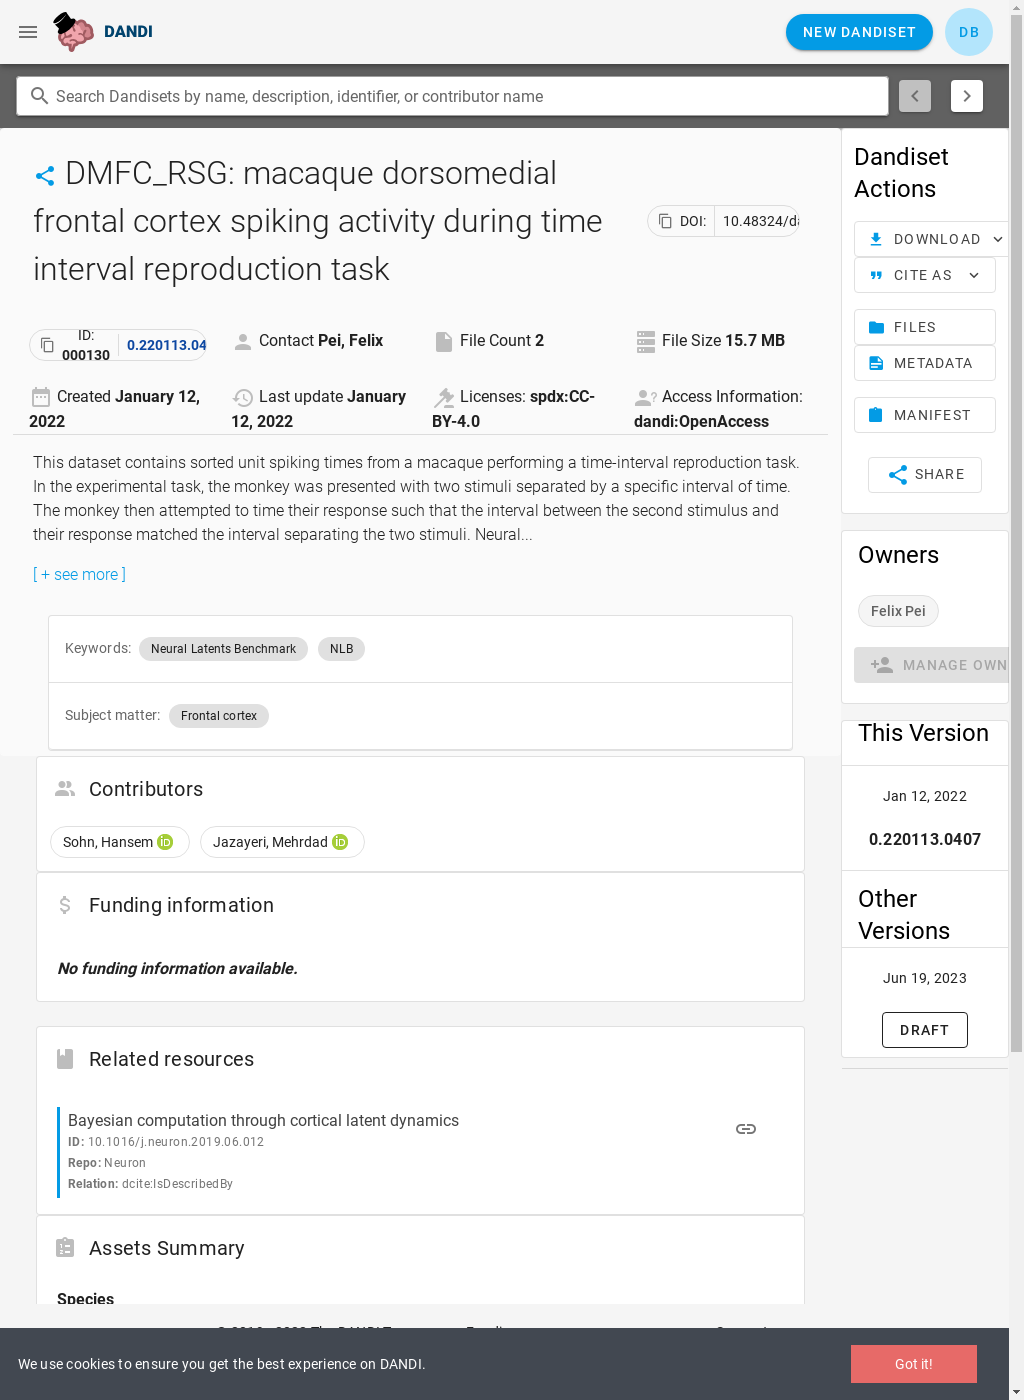 DANDI
NEW DANDISET
DB
Search Dandisets by name, description, identifier, or contributor name
DMFC_RSG: macaque dorsomedial
frontal cortex spiking activity during time
interval reproduction task
DOI: 10.48324/da
ID:
000130
0.220113.04
Contact Pei, Felix
File Count 2
File Size 15.7 MB
Created January 12,
2022
Last update January
12, 2022
Licenses: spdx:CC-
BY-4.0
Access Information:
dandi:OpenAccess
This dataset contains sorted unit spiking times from a macaque performing a time-interval reproduction task.
In the experimental task, the monkey was presented with two stimuli separated by a specific interval of time.
The monkey then attempted to time their response such that the interval between the second stimulus and
their response matched the interval separating the two stimuli. Neural...
[ + see more ]
Keywords: Neural Latents Benchmark NLB
Subject matter: Frontal cortex
Contributors
Sohn, Hansem iD Jazayeri, Mehrdad iD
Funding information
No funding information available.
Related resources
Bayesian computation through cortical latent dynamics
ID: 10.1016/j.neuron.2019.06.012
Repo: Neuron
Relation: dcite:IsDescribedBy
Assets Summary
Species
Dandiset
Actions
DOWNLOAD
CITE AS
FILES
METADATA
MANIFEST
SHARE
Owners
Felix Pei
MANAGE OWN
This Version
Jan 12, 2022
0.220113.0407
Other
Versions
Jun 19, 2023
DRAFT
We use cookies to ensure you get the best experience on DANDI.
Got it!